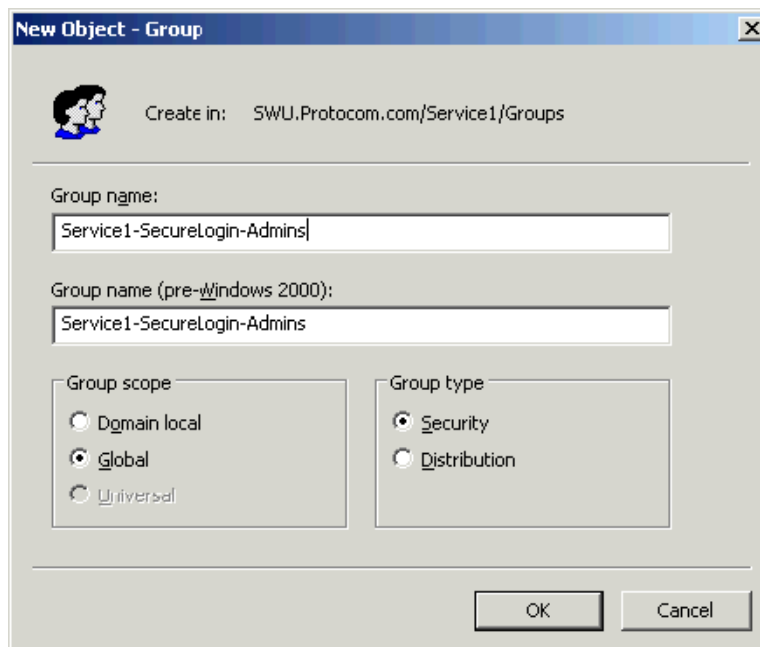 New Object - Group
Create in: SWU.Protocom.com/Service1/Groups
Group name:
Service1-SecureLogin-Admins
Group name (pre-Windows 2000):
Service1-SecureLogin-Admins
Group scope
Domain local
Global
Universal
Group type
Security
Distribution
OK
Cancel